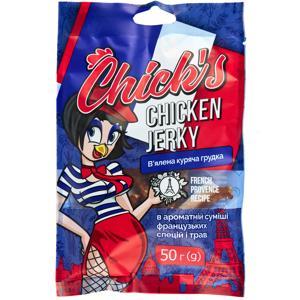 Chick's
CHICKEN
JERKY
В'ялена куряча грудка
FRENCH
PROVENCE
RECIPE
в ароматній суміші
французьких
спецій і трав
50 г (g)